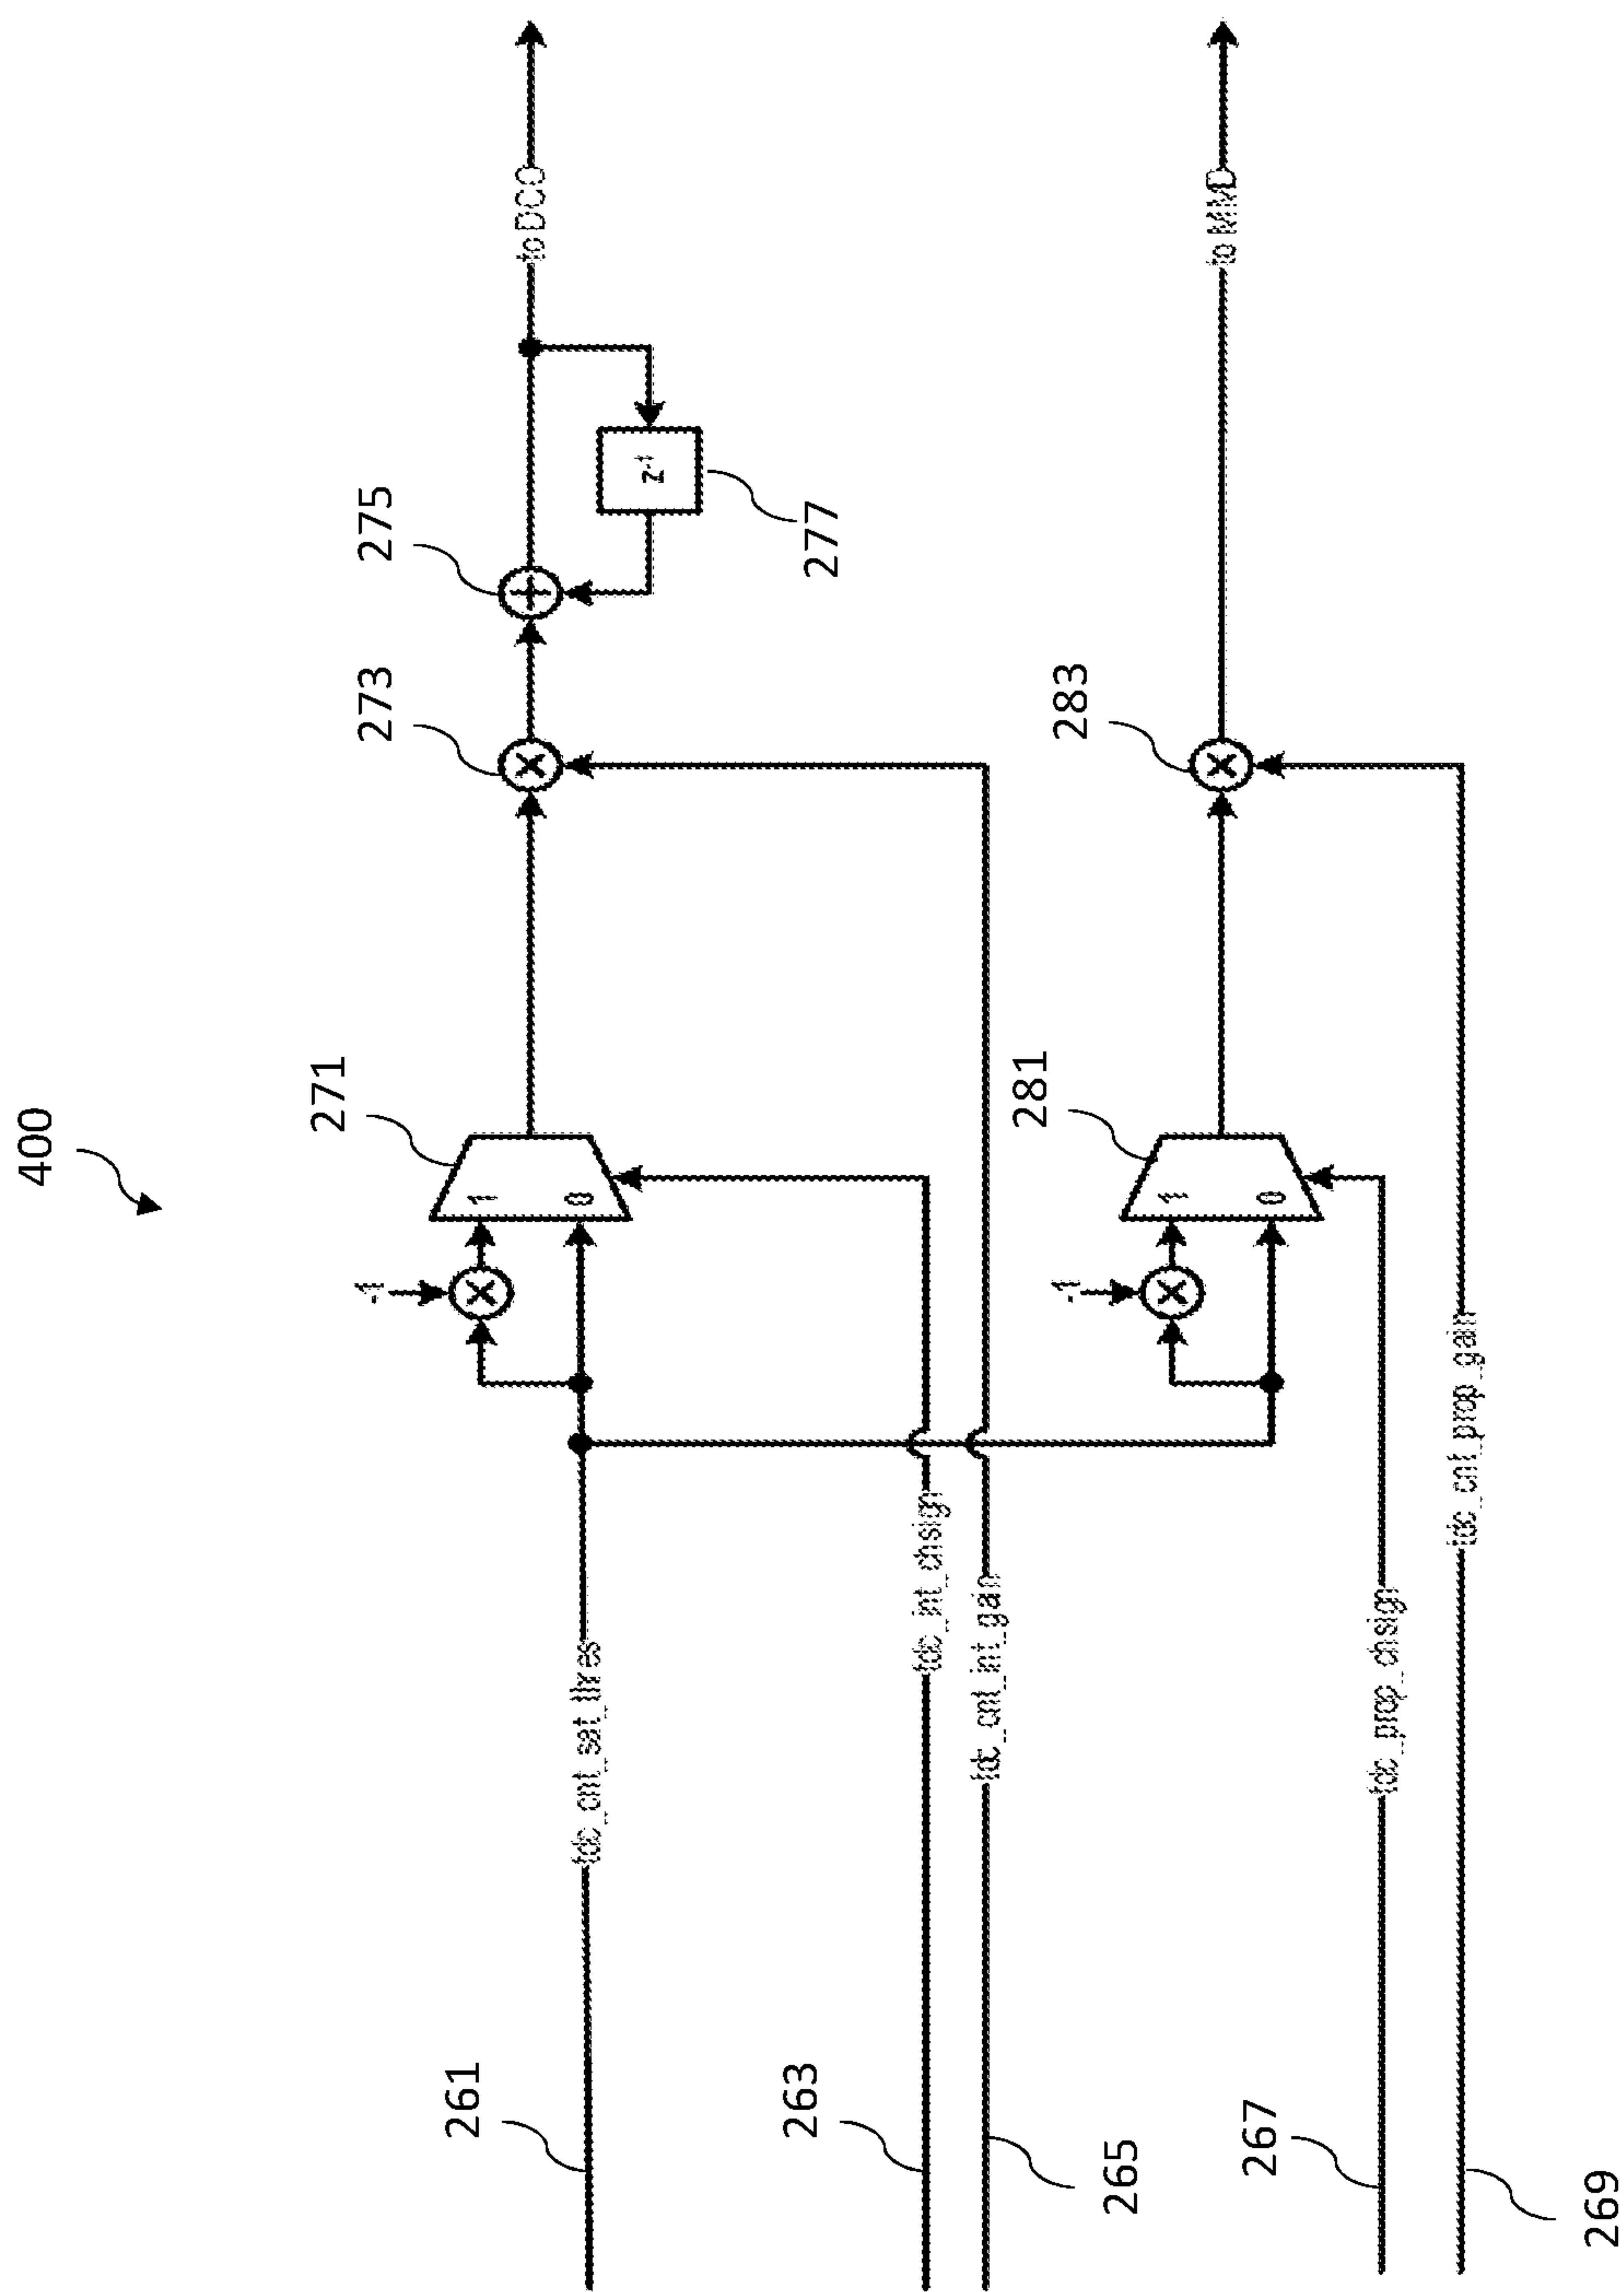 400
261
tdc_cnt_sat_thres
-1
1
0
271
273
275
z-1
277
to DCO
263
tdc_int_chsign
265
tdc_cnt_int_gain
-1
1
0
281
283
to MMD
267
tdc_prop_chsign
269
tdc_cnt_prop_gain